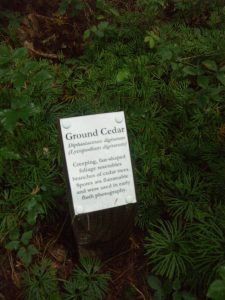 Ground Cedar
Diphasiastrum digitatum
(Lycopodium digitatum)
Creeping, fan-shaped
foliage resembles
branches of cedar trees.
Spores are flammable
and were used in early
flash photography.